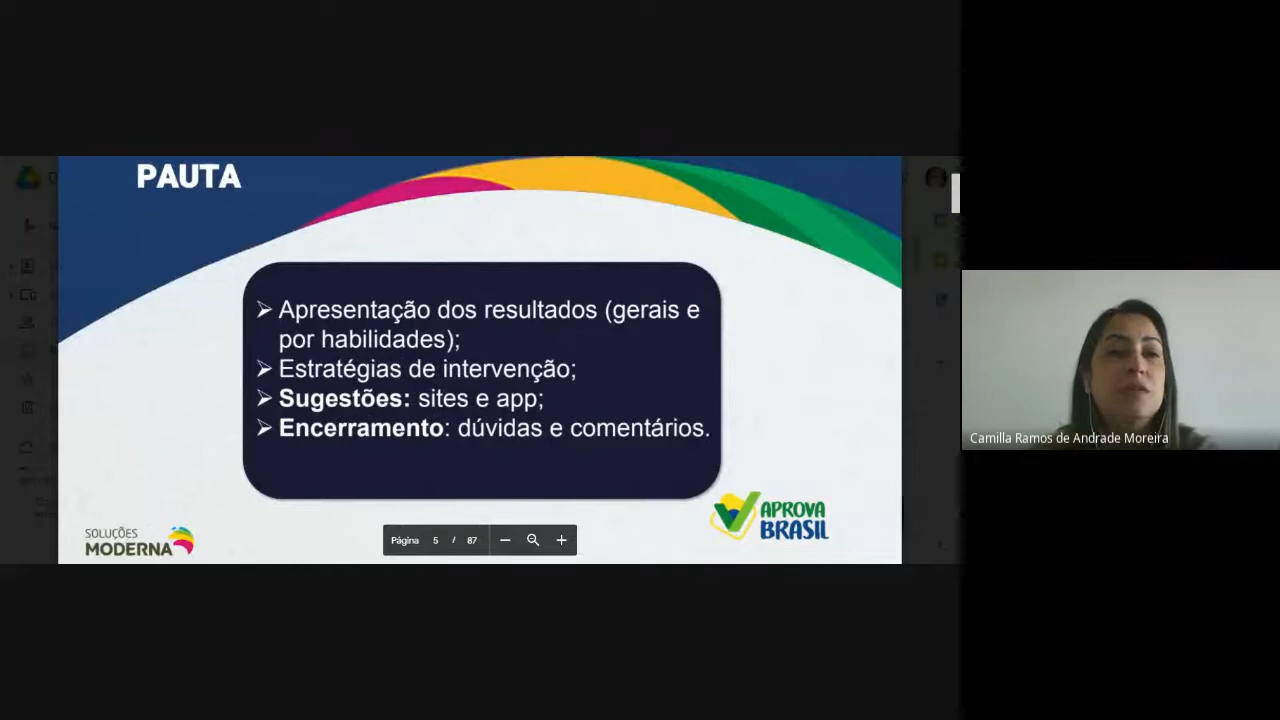 PAUTA
➢ Apresentação dos resultados (gerais e
por habilidades);
➢ Estratégias de intervenção;
➢ Sugestões: sites e app;
➢ Encerramento: dúvidas e comentários.
SOLUÇÕES
MODERNA
Página 5 / 87
APROVA
BRASIL
Camilla Ramos de Andrade Moreira